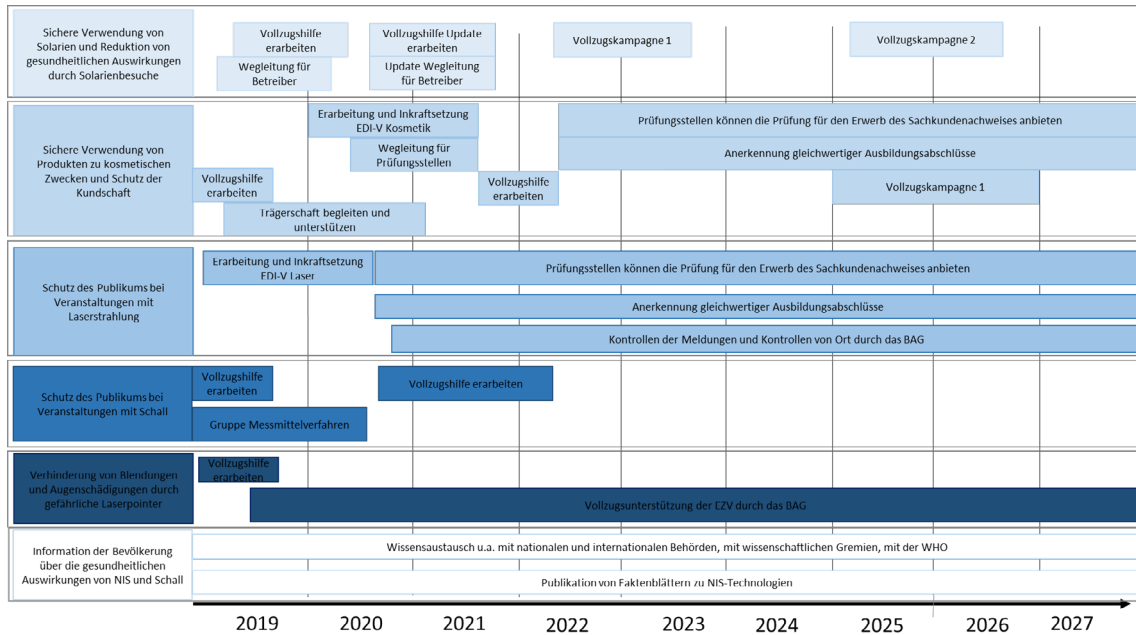 Sichere Verwendung von
Solarien und Reduktion von
gesundheitlichen Auswirkungen
durch Solarienbesuche
Vollzugshilfe
erarbeiten
Wegleitung für
Betreiber
Vollzugshilfe Update
erarbeiten
Update Wegleitung
für Betreiber
Vollzugskampagne 1
Vollzugskampagne 2
Sichere Verwendung von
Produkten zu kosmetischen
Zwecken und Schutz der
Kundschaft
Erarbeitung und Inkraftsetzung
EDI-V Kosmetik
Prüfungsstellen können die Prüfung für den Erwerb des Sachkundenachweises anbieten
Wegleitung für
Prüfungsstellen
Anerkennung gleichwertiger Ausbildungsabschlüsse
Vollzugshilfe
erarbeiten
Vollzugshilfe
erarbeiten
Vollzugskampagne 1
Trägerschaft begleiten und
unterstützen
Schutz des Publikums bei
Veranstaltungen mit
Laserstrahlung
Erarbeitung und Inkraftsetzung
EDI-V Laser
Prüfungsstellen können die Prüfung für den Erwerb des Sachkundenachweises anbieten
Anerkennung gleichwertiger Ausbildungsabschlüsse
Kontrollen der Meldungen und Kontrollen von Ort durch das BAG
Schutz des Publikums bei
Veranstaltungen mit Schall
Vollzugshilfe
erarbeiten
Vollzugshilfe erarbeiten
Gruppe Messmittelverfahren
Verhinderung von Blendungen
und Augenschädigungen durch
gefährliche Laserpointer
Vollzugshilfe
erarbeiten
Vollzugsunterstützung der EZV durch das BAG
Information der Bevölkerung
über die gesundheitlichen
Auswirkungen von NIS und Schall
Wissensaustausch u.a. mit nationalen und internationalen Behörden, mit wissenschaftlichen Gremien, mit der WHO
Publikation von Faktenblättern zu NIS-Technologien
2019 2020 2021 2022 2023 2024 2025 2026 2027